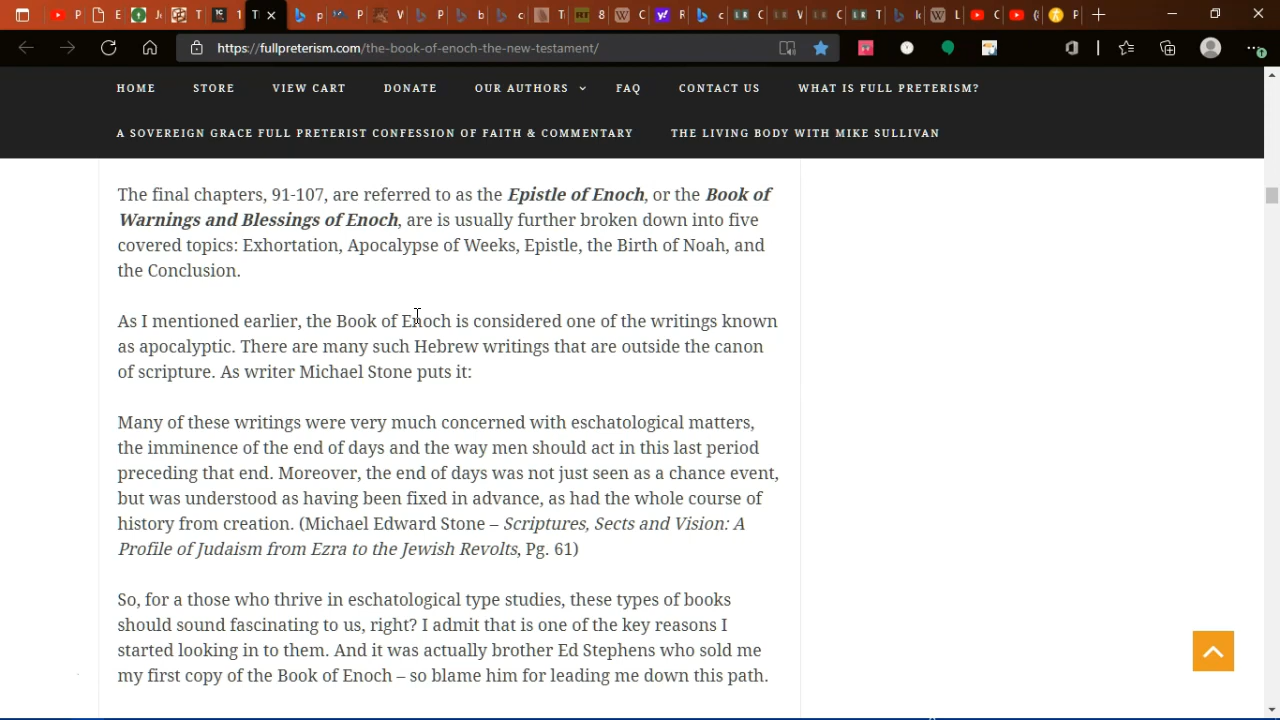 https://fullpreterism.com/the-book-of-enoch-the-new-testament/
HOME STORE VIEW CART DONATE OUR AUTHORS FAQ CONTACT US WHAT IS FULL PRETERISM?
A SOVEREIGN GRACE FULL PRETERIST CONFESSION OF FAITH & COMMENTARY THE LIVING BODY WITH MIKE SULLIVAN
The final chapters, 91-107, are referred to as the Epistle of Enoch, or the Book of
Warnings and Blessings of Enoch, are is usually further broken down into five
covered topics: Exhortation, Apocalypse of Weeks, Epistle, the Birth of Noah, and
the Conclusion.
As I mentioned earlier, the Book of Enoch is considered one of the writings known
as apocalyptic. There are many such Hebrew writings that are outside the canon
of scripture. As writer Michael Stone puts it:
Many of these writings were very much concerned with eschatological matters,
the imminence of the end of days and the way men should act in this last period
preceding that end. Moreover, the end of days was not just seen as a chance event,
but was understood as having been fixed in advance, as had the whole course of
history from creation. (Michael Edward Stone – Scriptures, Sects and Vision: A
Profile of Judaism from Ezra to the Jewish Revolts, Pg. 61)
So, for a those who thrive in eschatological type studies, these types of books
should sound fascinating to us, right? I admit that is one of the key reasons I
started looking in to them. And it was actually brother Ed Stephens who sold me
my first copy of the Book of Enoch – so blame him for leading me down this path.